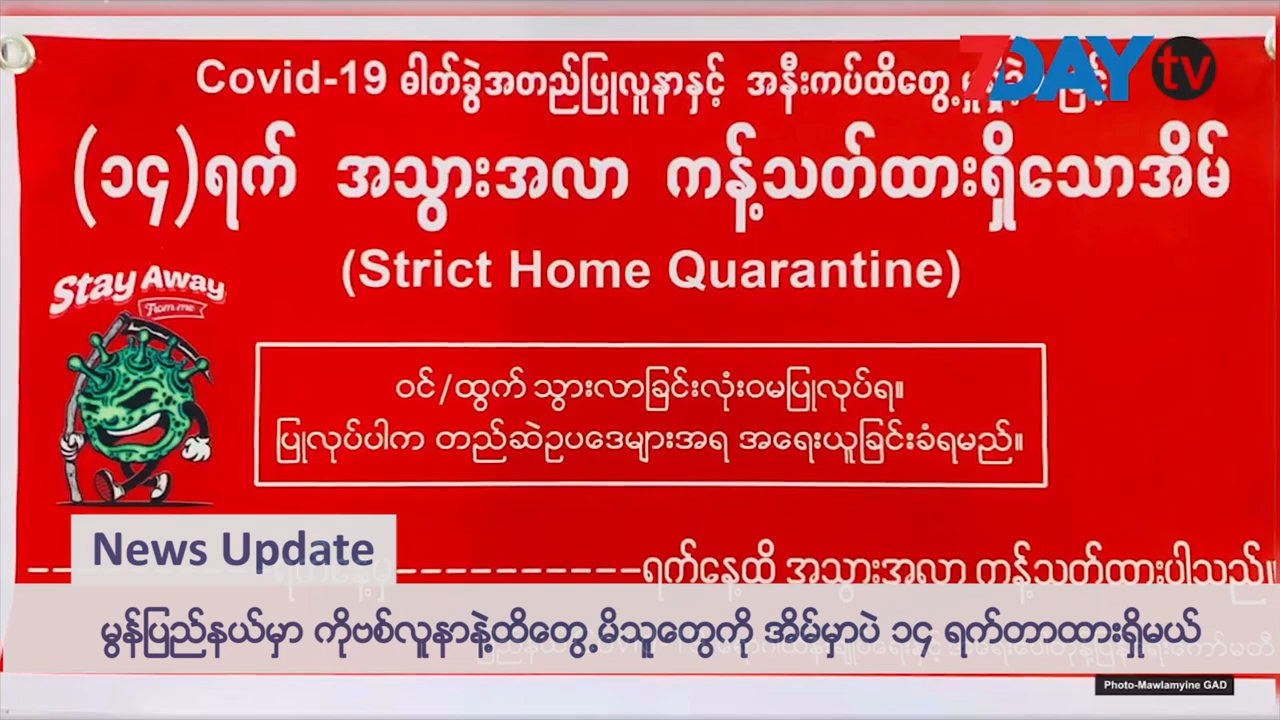 7DAY tv
Covid-19 ဓါတ်ခွဲအတည်ပြုလူနာနှင့် အနီးကပ်ထိတွေ့
(၁၄)ရက် အသွားအလာ ကန့်သတ်ထားရှိသောအိမ်
(Strict Home Quarantine)
Stay Away
From me
ဝင်/ထွက် သွားလာခြင်းလုံးဝမပြုလုပ်ရ။
ပြုလုပ်ပါက တည်ဆဲဥပဒေများအရ အရေးယူခြင်းခံရမည်။
News Update
ရက်နေ့မှ----------ရက်နေ့ထိ အသွားအလာ ကန့်သတ်ထားပါသည်။
မွန်ပြည်နယ်မှာ ကိုဗစ်လူနာနဲ့ထိတွေ့မိသူတွေကို အိမ်မှာပဲ ၁၄ ရက်တာထားရှိမယ်
Photo-Mawlamyine GAD